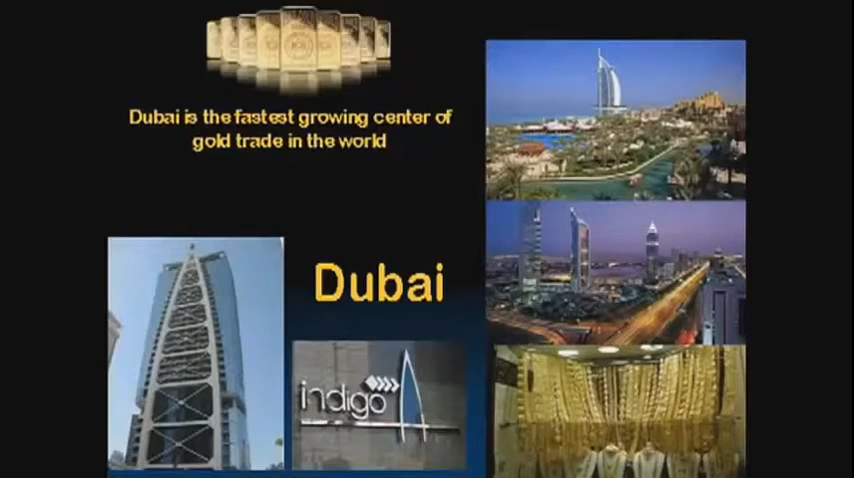 Dubai is the fastest growing center of
gold trade in the world
Dubai
indigo